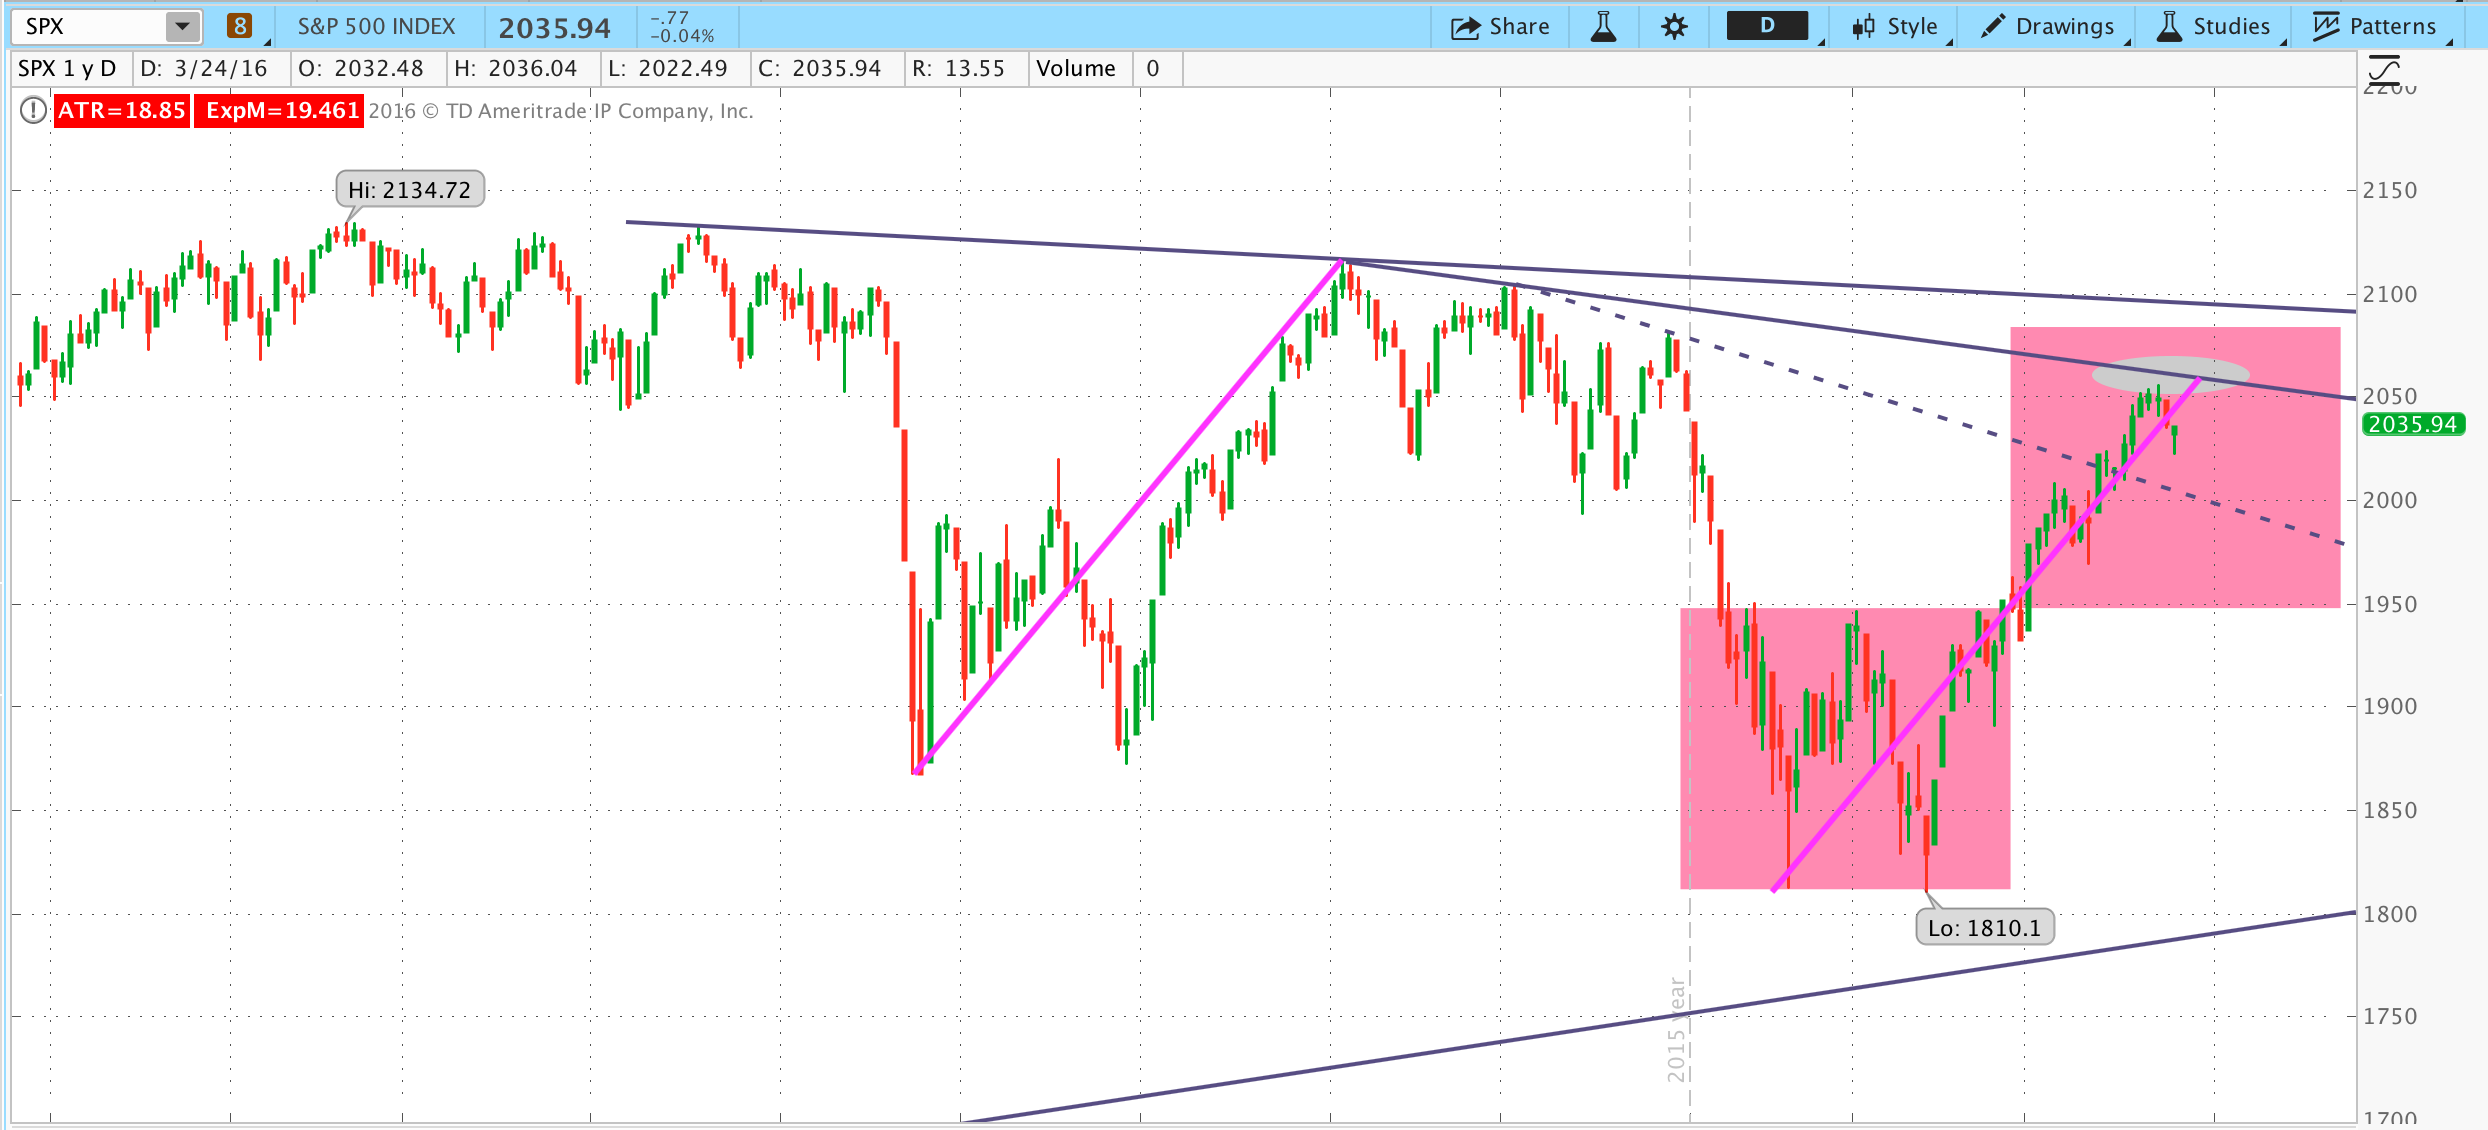 SPX 8 S&P 500 INDEX 2035.94 -.77 Share D Style Drawings Studies Patterns
-0.04%
SPX 1 y D D: 3/24/16 O: 2032.48 H: 2036.04 L: 2022.49 C: 2035.94 R: 13.55 Volume 0
2200
ATR=18.85 ExpM=19.461 2016 © TD Ameritrade IP Company, Inc.
Hi: 2134.72
2150
2100
2050
2035.94
2000
1950
1900
1850
1800
Lo: 1810.1
1750
2015 year
1700